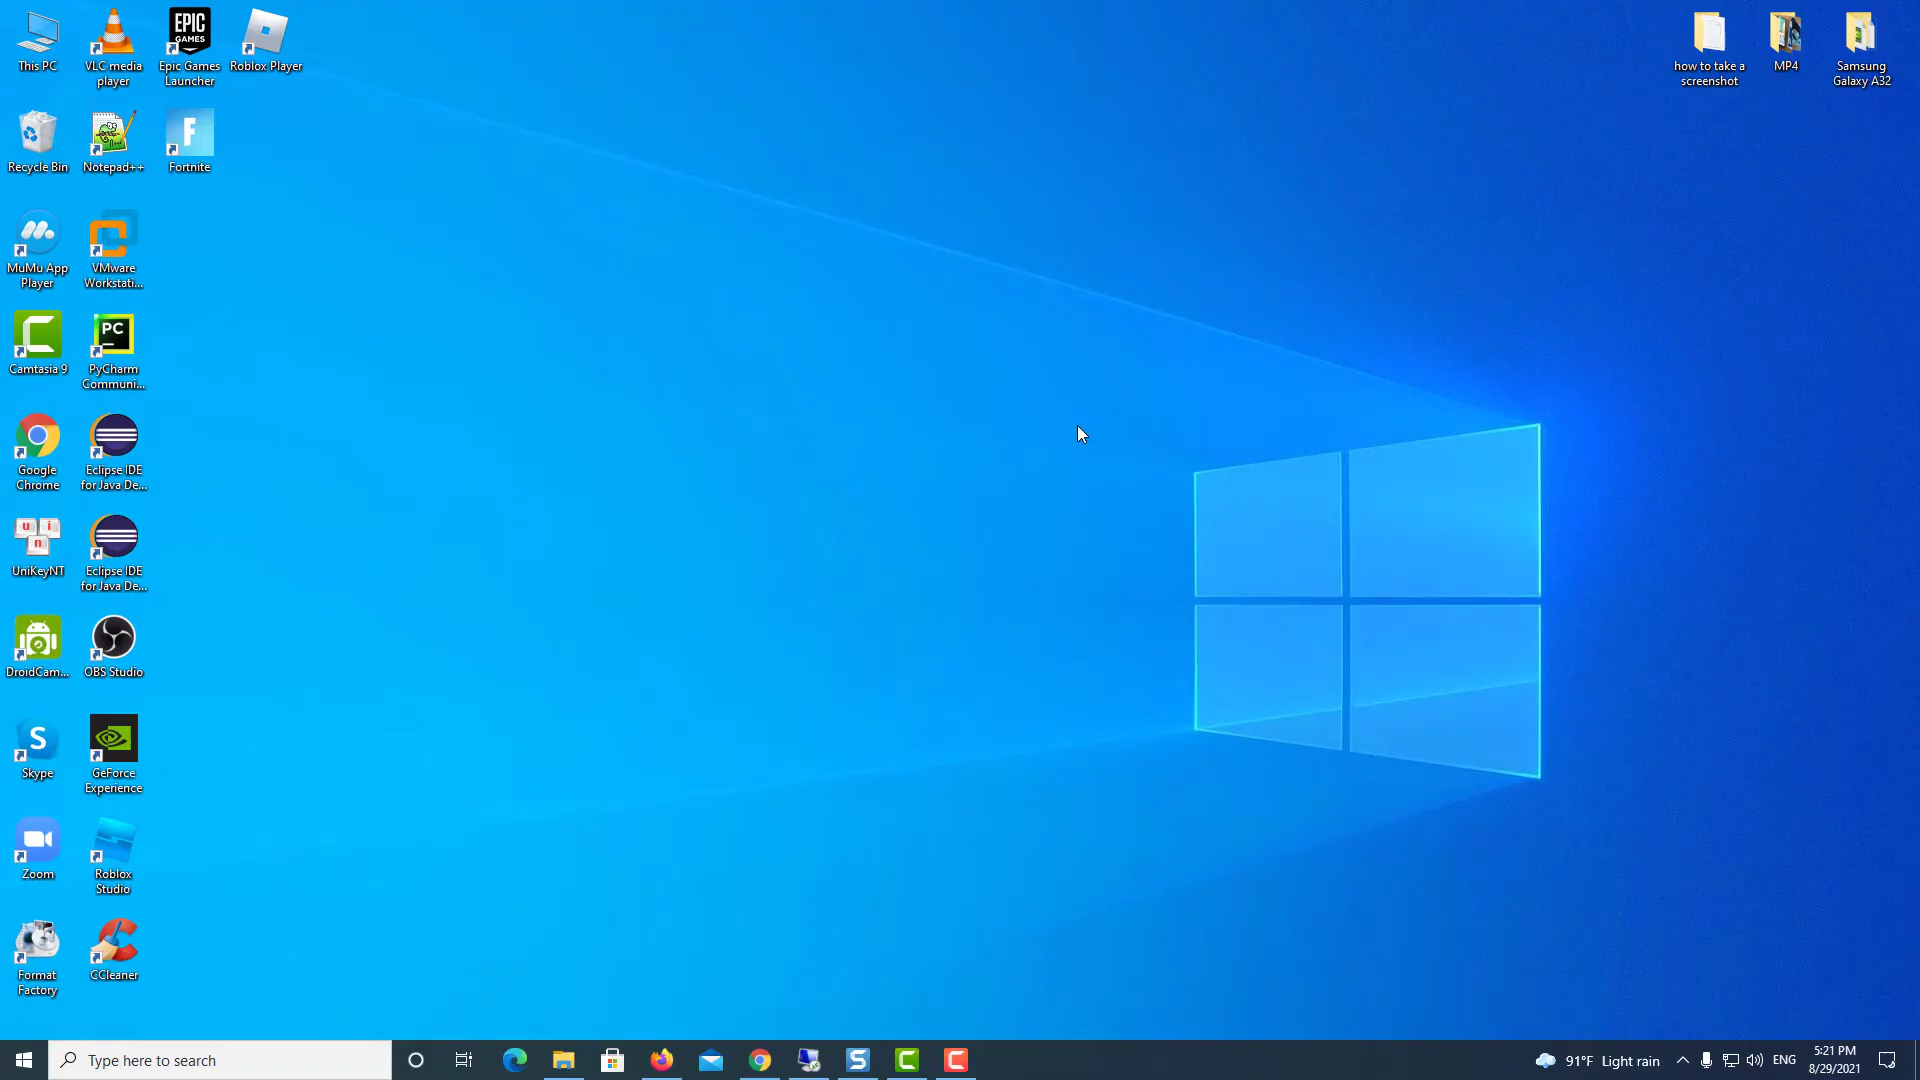 This PC
VLC media
player
EPIC
GAMES
Epic Games
Launcher
Roblox Player
how to take a
screenshot
MP4
Samsung
Galaxy A32
Recycle Bin
Notepad++
F
Fortnite
MuMu App
Player
VMware
Workstati...
Camtasia 9
PC
PyCharm
Communi...
Google
Chrome
Eclipse IDE
for Java De...
u i
n
UniKeyNT
Eclipse IDE
for Java De...
DroidCam...
OBS Studio
S
Skype
GeForce
Experience
Zoom
Roblox
Studio
Format
Factory
CCleaner
Type here to search
S
91°F Light rain
ENG
5:21 PM
8/29/2021